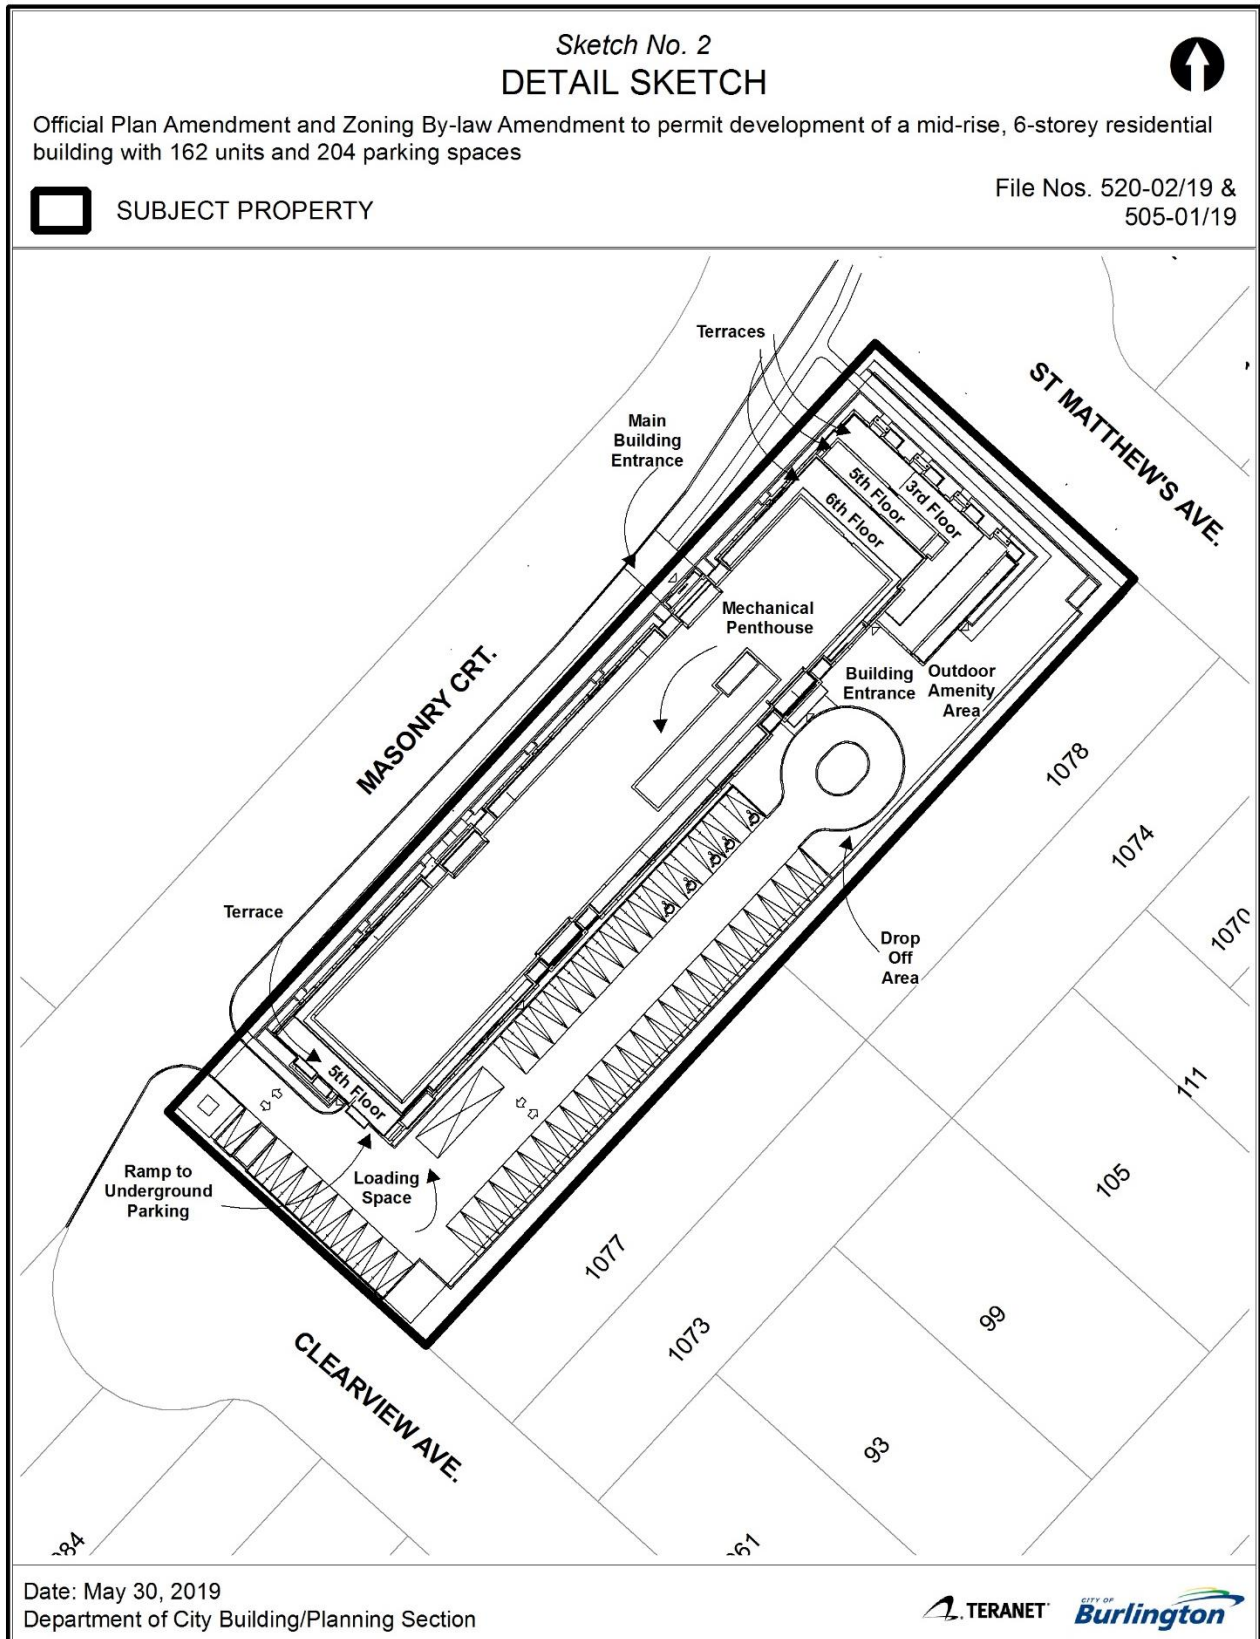 Sketch No. 2
DETAIL SKETCH
Official Plan Amendment and Zoning By-law Amendment to permit development of a mid-rise, 6-storey residential
building with 162 units and 204 parking spaces
SUBJECT PROPERTY
File Nos. 520-02/19 &
505-01/19
Terraces
ST MATTHEW'S AVE.
Main
Building
Entrance
3rd Floor
5th Floor
6th Floor
Mechanical
Penthouse
MASONRY CRT.
Building
Entrance
Outdoor
Amenity
Area
1078
1074
1070
Terrace
Drop
Off
Area
5th Floor
111
105
Ramp to
Underground
Parking
Loading
Space
1077
1073
99
93
CLEARVIEW AVE.
Date: May 30, 2019
Department of City Building/Planning Section
TERANET
CITY OF
Burlington